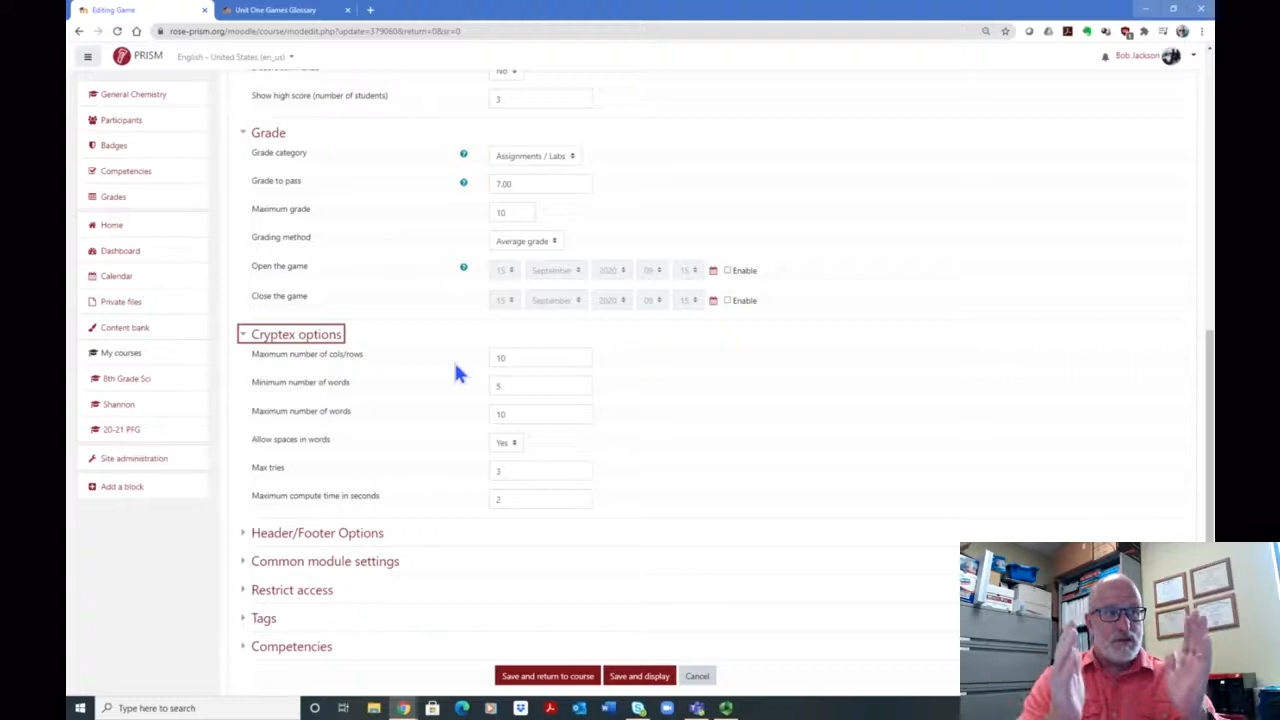 Editing Game
Unit One Games Glossary
rose-prism.org/moodle/course/modedit.php?update=379060&return=0&sr=0
PRISM
English - United States (en_us)
Bob Jackson
General Chemistry
Participants
Badges
Competencies
Grades
Home
Dashboard
Calendar
Private files
Content bank
My courses
8th Grade Sci
Shannon
20-21 PFG
Site administration
Add a block
No
Show high score (number of students) 3
Grade
Grade category Assignments / Labs
Grade to pass 7.00
Maximum grade 10
Grading method Average grade
Open the game 15 September 2020 09 15 Enable
Close the game 15 September 2020 09 15 Enable
Cryptex options
Maximum number of cols/rows 10
Minimum number of words 5
Maximum number of words 10
Allow spaces in words Yes
Max tries 3
Maximum compute time in seconds 2
Header/Footer Options
Common module settings
Restrict access
Tags
Competencies
Save and return to course Save and display Cancel
Type here to search